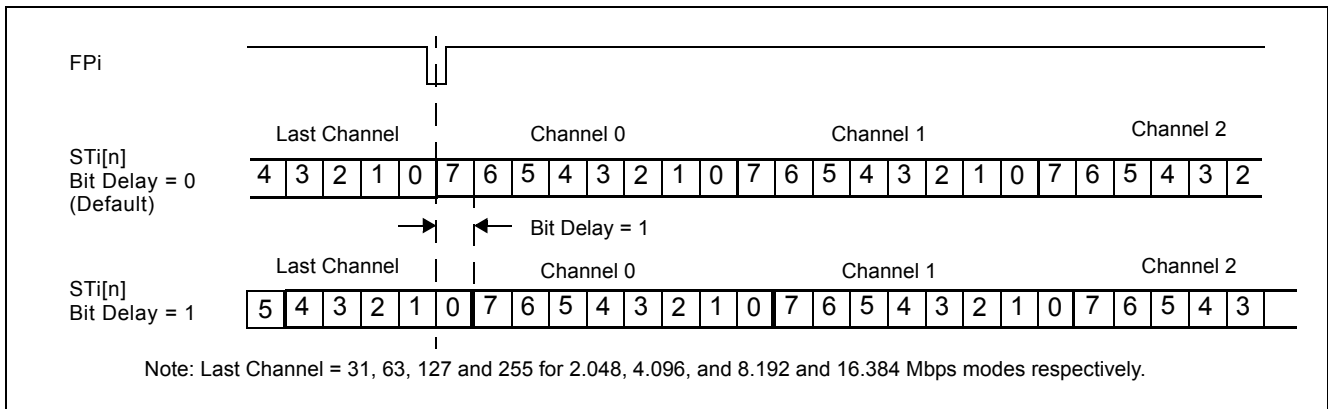 FPi
Last Channel Channel 0 Channel 1 Channel 2
STi[n]
Bit Delay = 0
(Default)
4 3 2 1 0 7 6 5 4 3 2 1 0 7 6 5 4 3 2 1 0 7 6 5 4 3 2
Bit Delay = 1
Last Channel Channel 0 Channel 1 Channel 2
STi[n]
Bit Delay = 1
5 4 3 2 1 0 7 6 5 4 3 2 1 0 7 6 5 4 3 2 1 0 7 6 5 4 3
Note: Last Channel = 31, 63, 127 and 255 for 2.048, 4.096, and 8.192 and 16.384 Mbps modes respectively.